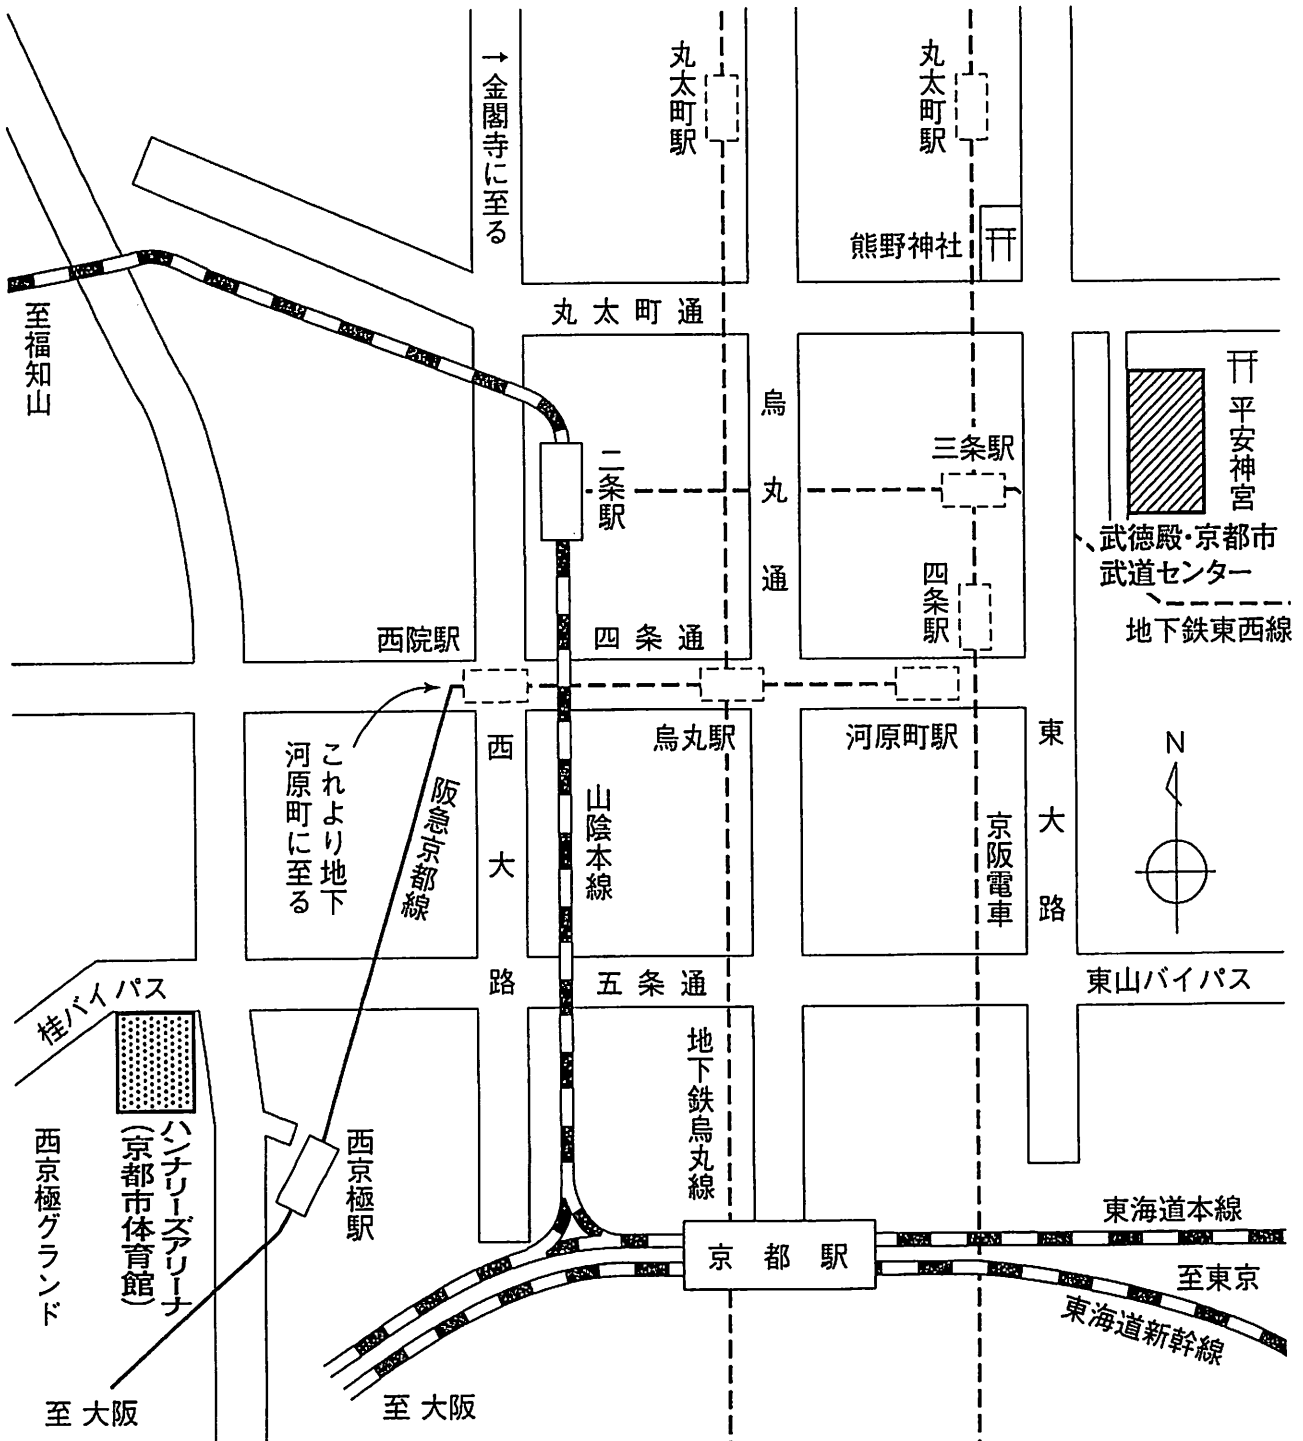 →金閣寺に至る
丸太町駅
丸太町駅
熊野神社
丸太町通
至福知山
烏丸通
二条駅
三条駅
平安神宮
武徳殿・京都市
武道センター
地下鉄東西線
四条駅
西院駅
四条通
烏丸駅
河原町駅
これより地下
河原町に至る
阪急京都線
西大路
山陰本線
京阪電車
東大路
N
桂バイパス
五条通
東山バイパス
地下鉄烏丸線
ハンナリーズアリーナ
(京都市体育館)
西京極グランド
西京極駅
京都駅
東海道本線
至東京
東海道新幹線
至 大阪
至 大阪